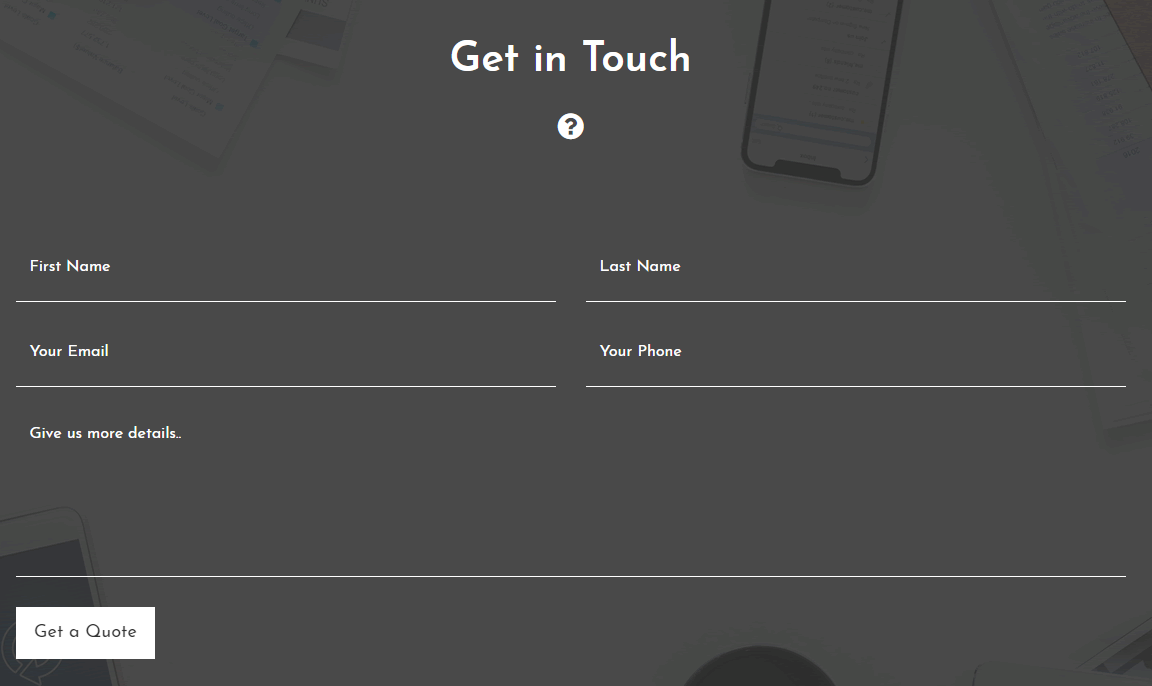 Get in Touch
?
First Name
Last Name
Your Email
Your Phone
Give us more details..
Get a Quote